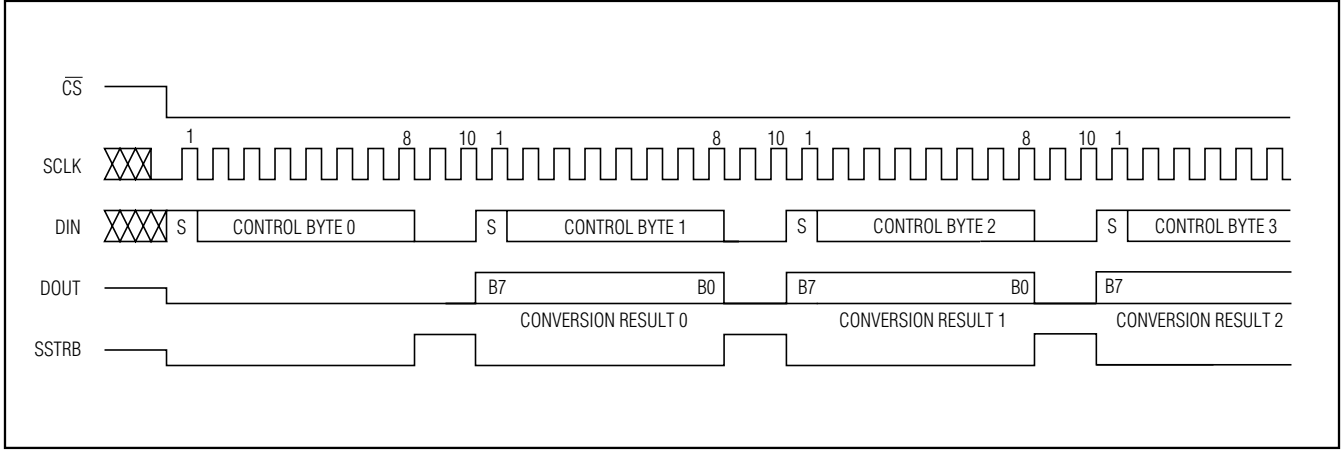 C̅S̅
1 8 10 1 8 10 1 8 10 1
SCLK
DIN S CONTROL BYTE 0 S CONTROL BYTE 1 S CONTROL BYTE 2 S CONTROL BYTE 3
DOUT B7 B0 B7 B0 B7
CONVERSION RESULT 0 CONVERSION RESULT 1 CONVERSION RESULT 2
SSTRB